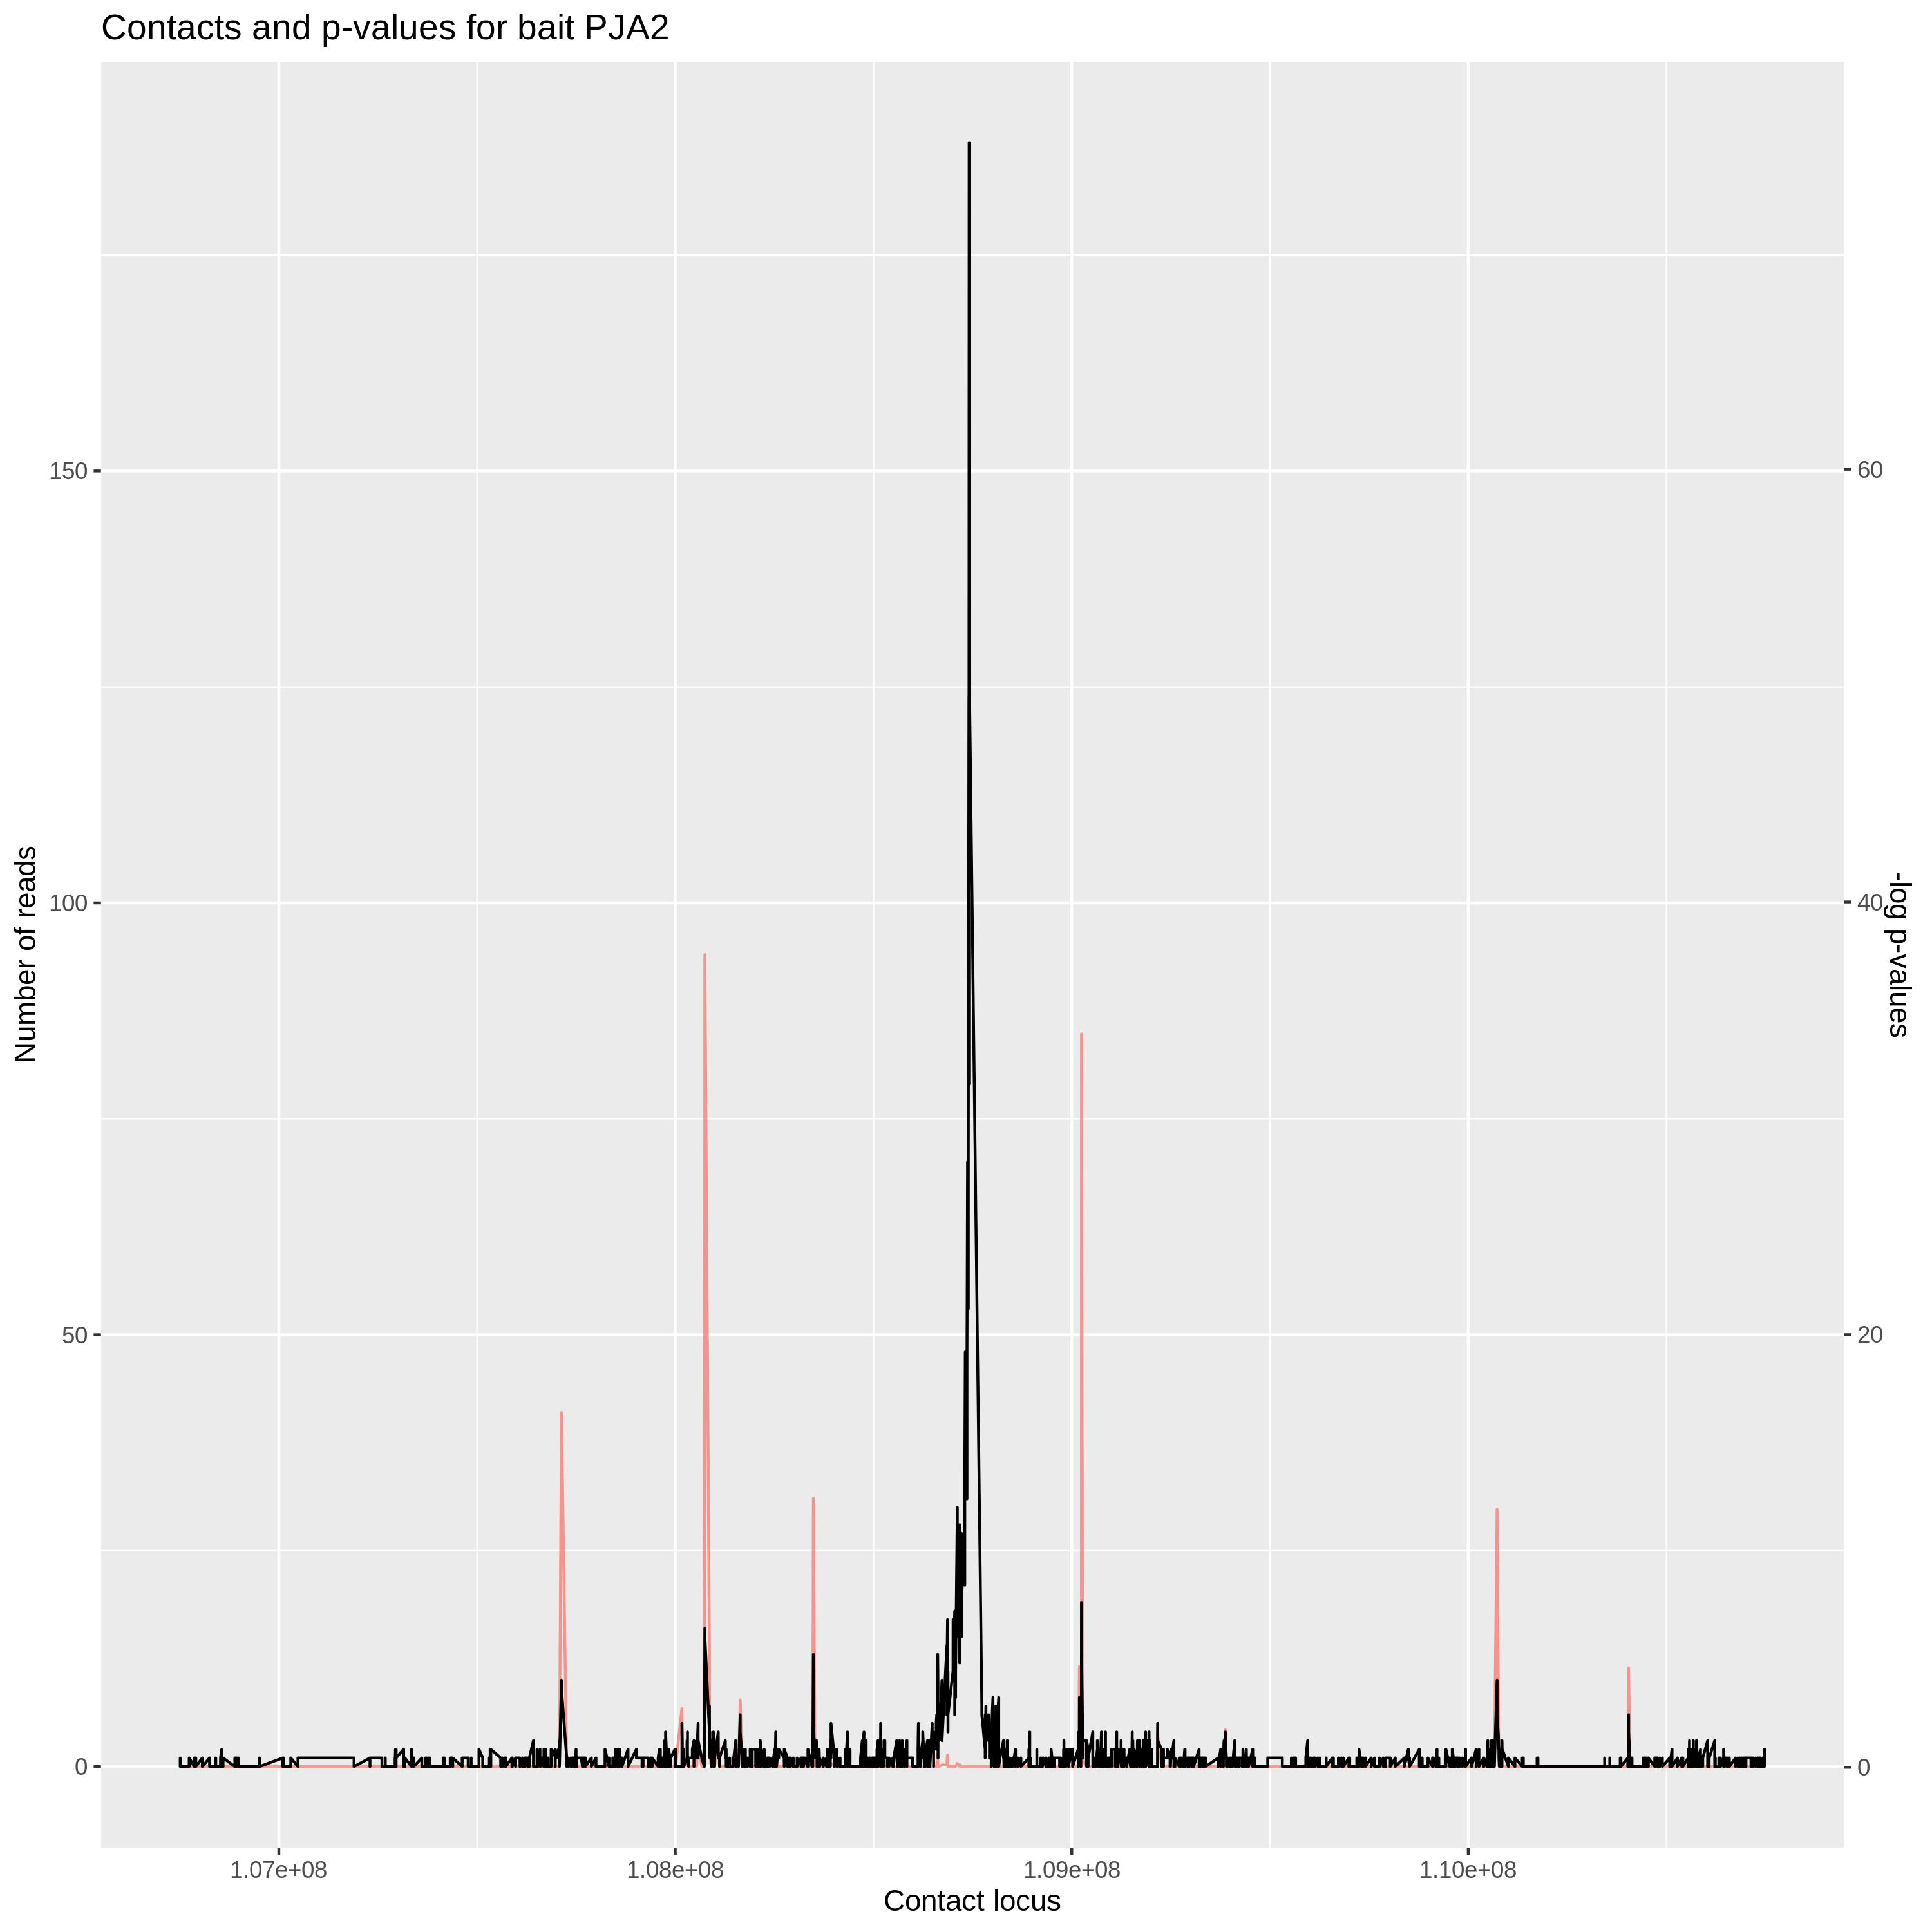 Contacts and p-values for bait PJA2
Number of reads
150
100
50
0
60
40
20
0
-log p-values
1.07e+08 1.08e+08 1.09e+08 1.10e+08
Contact locus